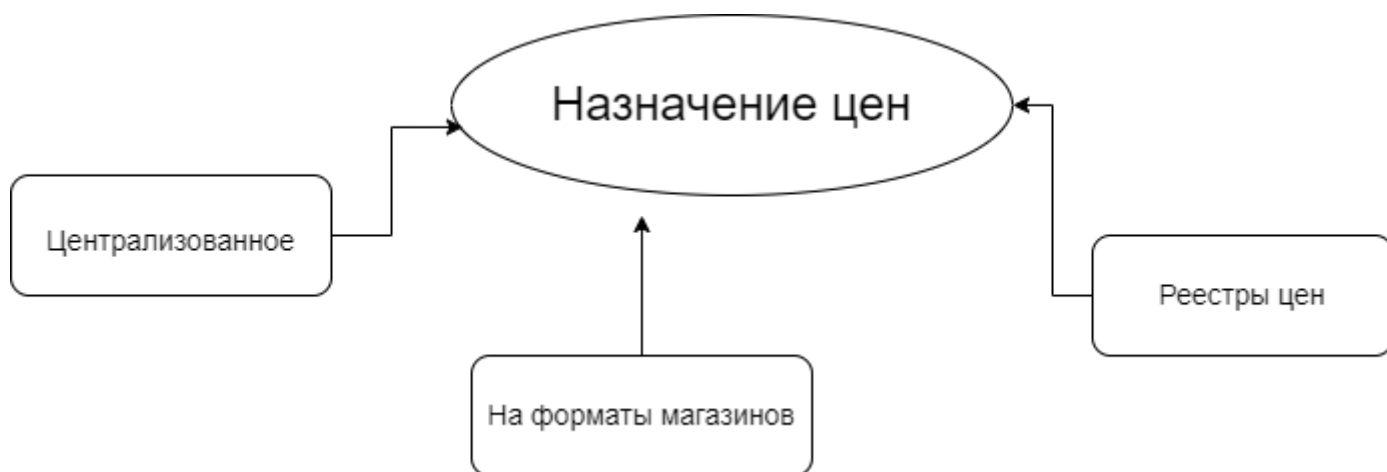 Назначение цен
Централизованное
Реестры цен
На форматы магазинов